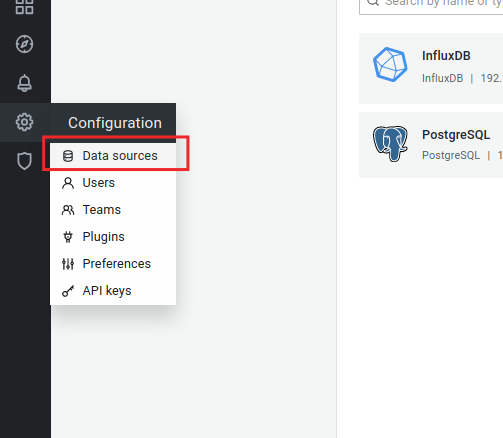 Search by name or ty
InfluxDB
InfluxDB | 192.
PostgreSQL
PostgreSQL | 1
Configuration
Data sources
Users
Teams
Plugins
Preferences
API keys